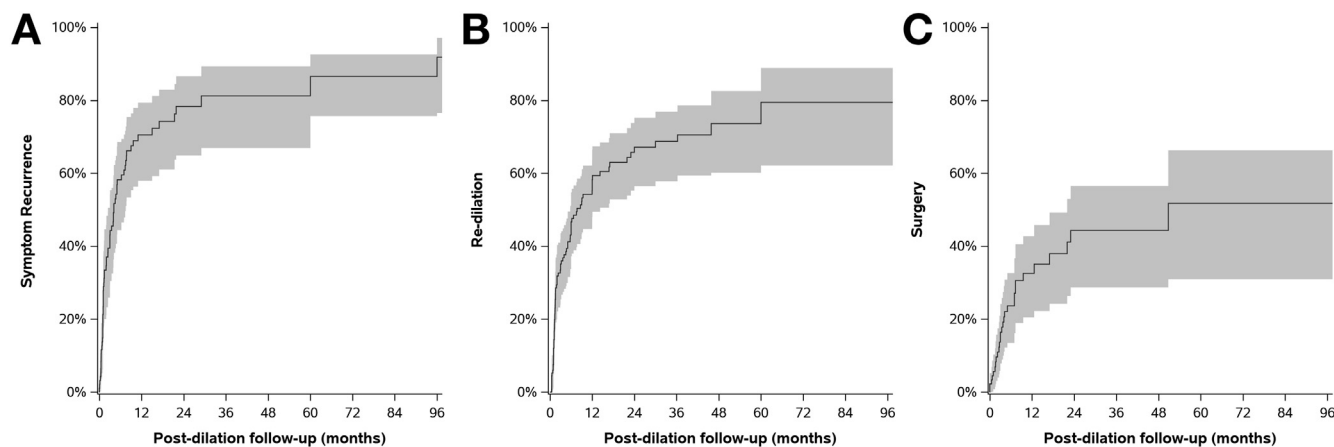 A
100%
80%
60%
40%
20%
0%
Symptom Recurrence
0 12 24 36 48 60 72 84 96
Post-dilation follow-up (months)
B
100%
80%
60%
40%
20%
0%
Re-dilation
0 12 24 36 48 60 72 84 96
Post-dilation follow-up (months)
C
100%
80%
60%
40%
20%
0%
Surgery
0 12 24 36 48 60 72 84 96
Post-dilation follow-up (months)